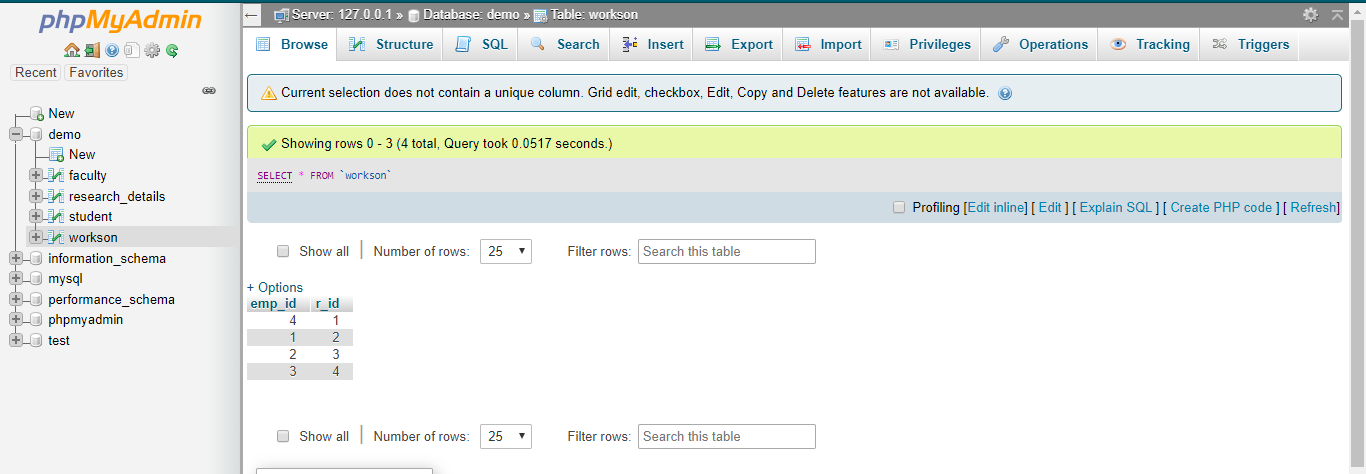 phpMyAdmin
Recent Favorites
New
demo
New
faculty
research_details
student
workson
information_schema
mysql
performance_schema
phpmyadmin
test
Server: 127.0.0.1 » Database: demo » Table: workson
Browse Structure SQL Search Insert Export Import Privileges Operations Tracking Triggers
Current selection does not contain a unique column. Grid edit, checkbox, Edit, Copy and Delete features are not available.
Showing rows 0 - 3 (4 total, Query took 0.0517 seconds.)
SELECT * FROM `workson`
Profiling [Edit inline] [ Edit ] [ Explain SQL ] [ Create PHP code ] [ Refresh]
Show all | Number of rows: 25 Filter rows: Search this table
+ Options
emp_id r_id
4 1
1 2
2 3
3 4
Show all | Number of rows: 25 Filter rows: Search this table